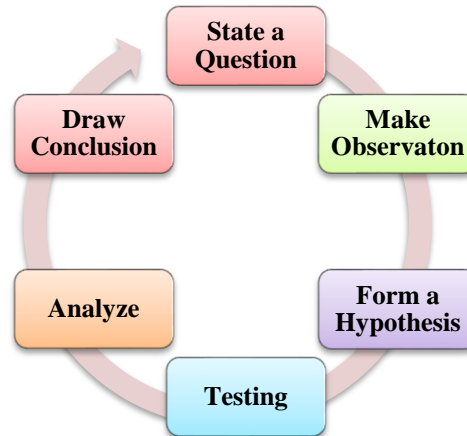 State a
Question
Make
Observaton
Form a
Hypothesis
Testing
Analyze
Draw
Conclusion